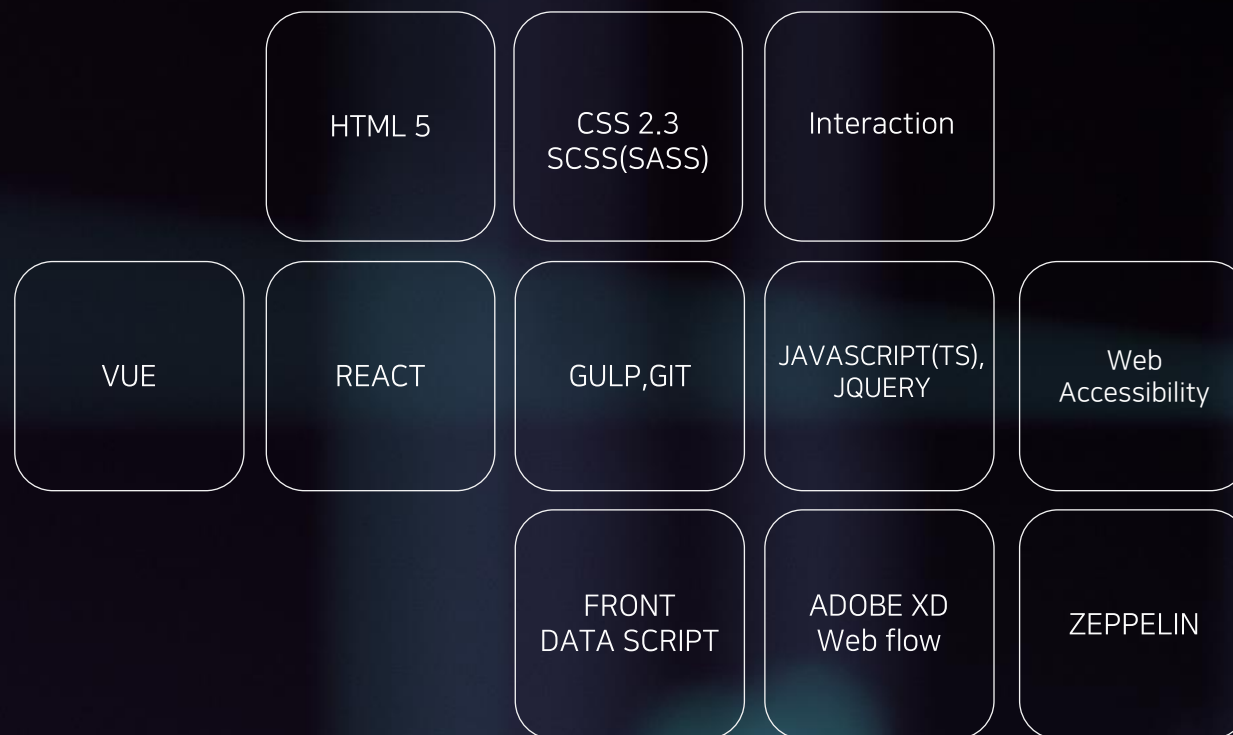 HTML 5
CSS 2.3
SCSS(SASS)
Interaction
VUE
REACT
GULP,GIT
JAVASCRIPT(TS),
JQUERY
Web
Accessibility
FRONT
DATA SCRIPT
ADOBE XD
Web flow
ZEPPELIN